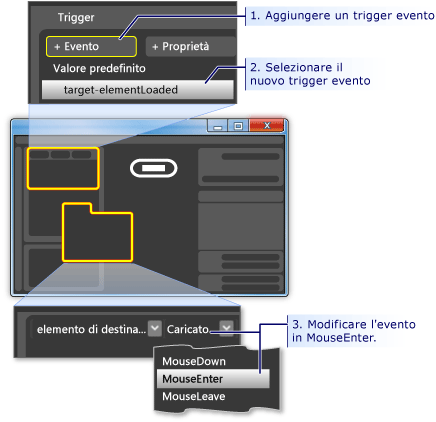 Trigger
1. Aggiungere un trigger evento
+ Evento
+ Proprietà
Valore predefinito
2. Selezionare il
nuovo trigger evento
target-elementLoaded
elemento di destina...
Caricato
3. Modificare l'evento
in MouseEnter.
MouseDown
MouseEnter
MouseLeave